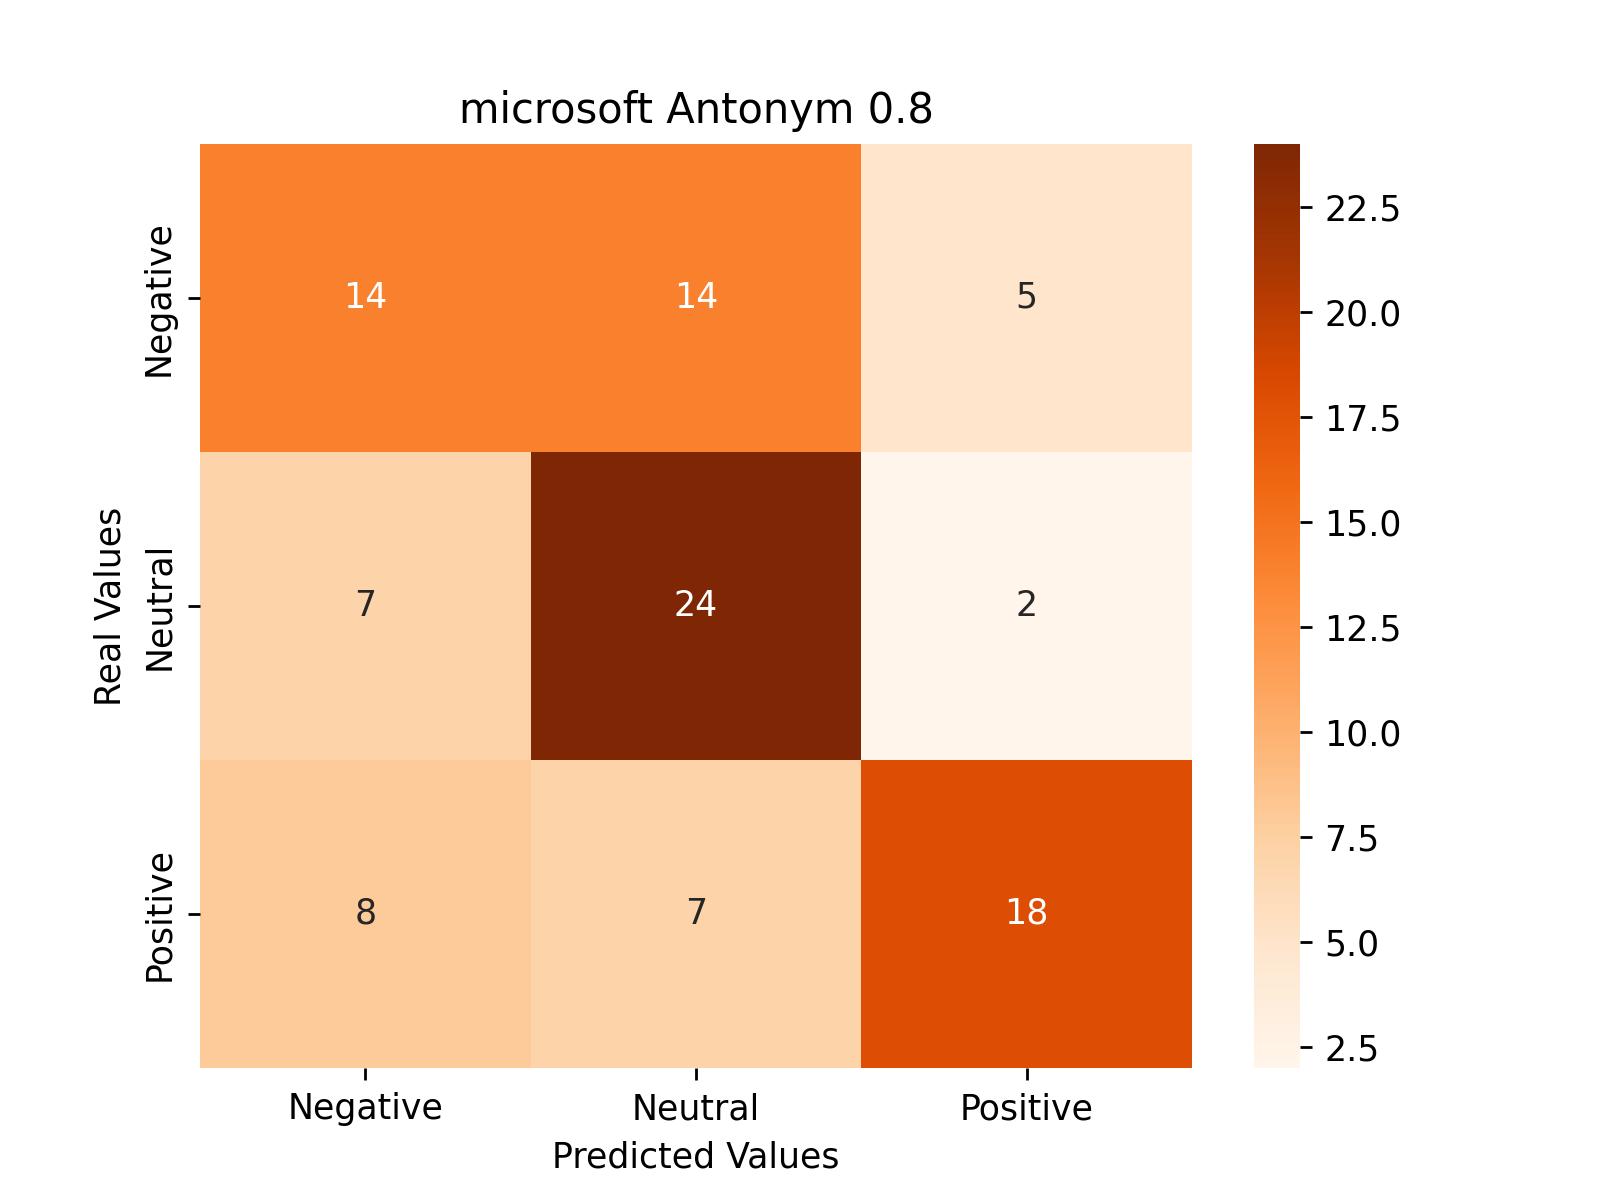 microsoft Antonym 0.8
Real Values
Negative
14 14 5
Neutral
7 24 2
Positive
8 7 18
Negative Neutral Positive
Predicted Values
22.5
20.0
17.5
15.0
12.5
10.0
7.5
5.0
2.5